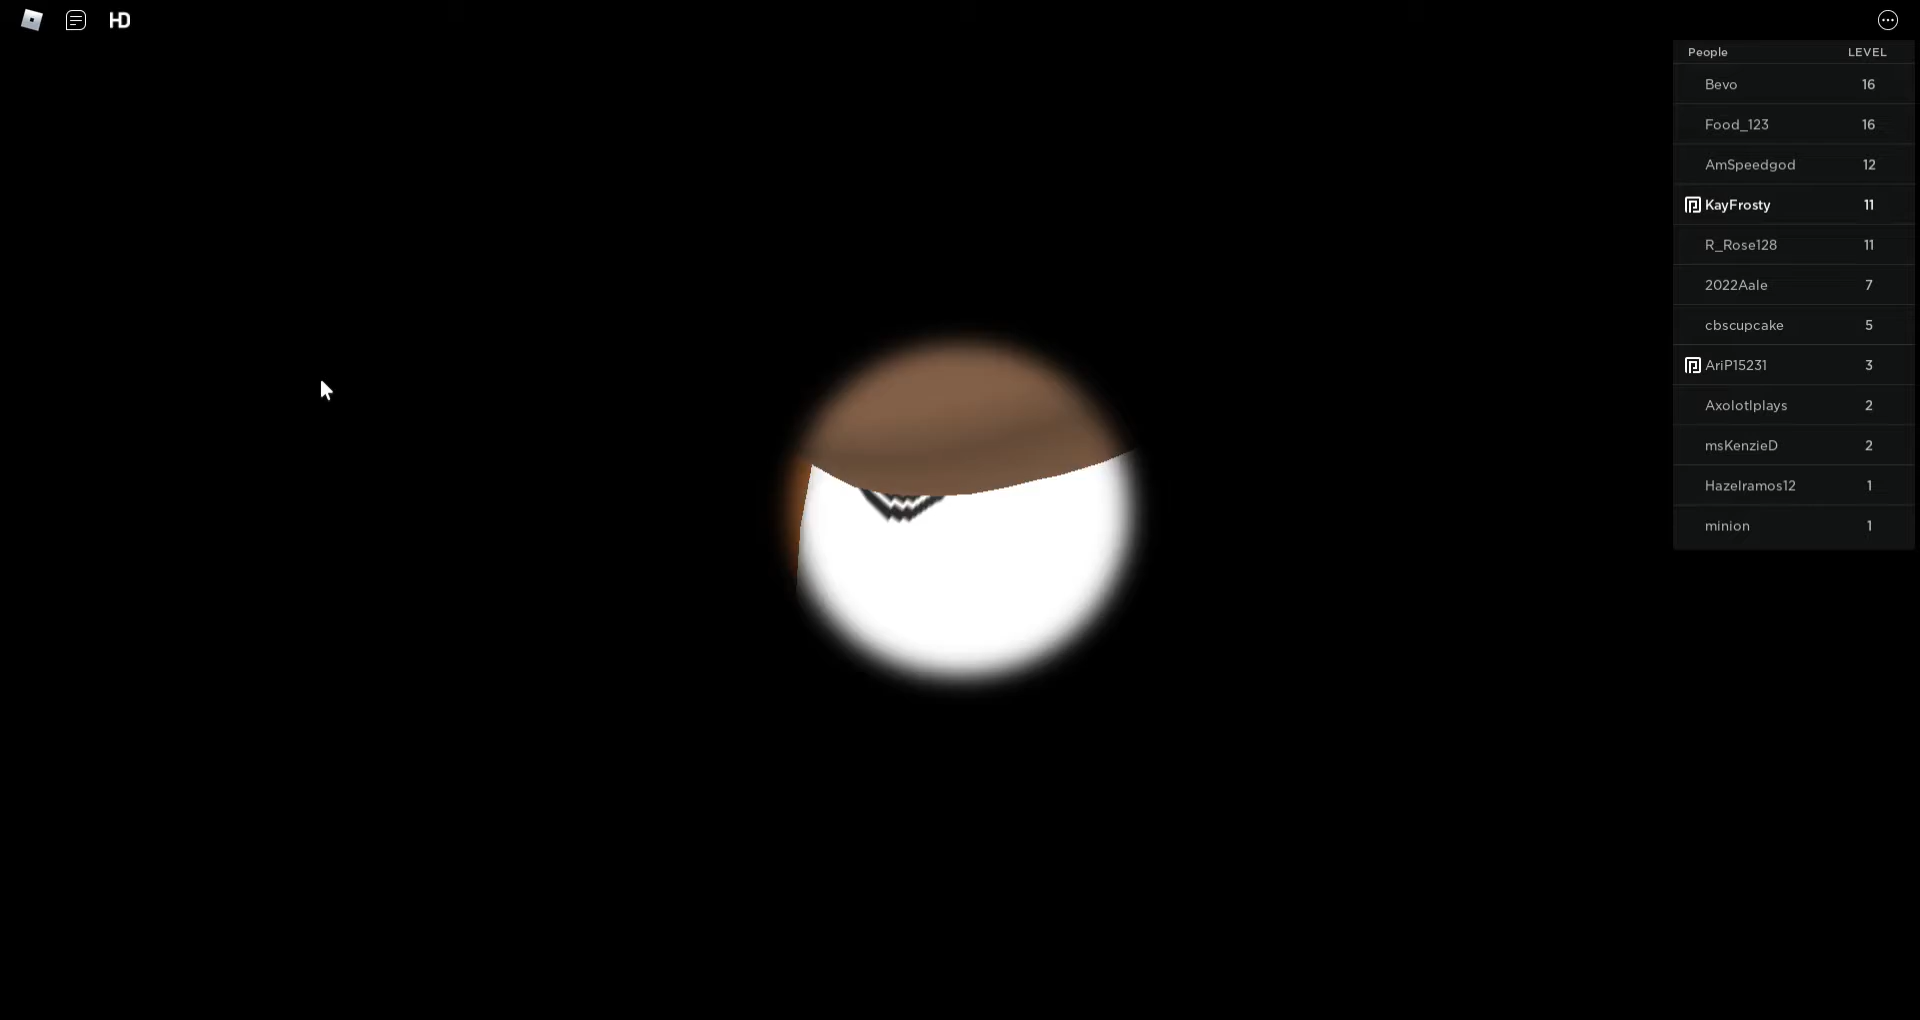 HD
People LEVEL
Bevo 16
Food_123 16
AmSpeedgod 12
KayFrosty 11
R_Rose128 11
2022Aale 7
cbscupcake 5
AriP15231 3
Axolotlplays 2
msKenzieD 2
Hazelramos12 1
minion 1